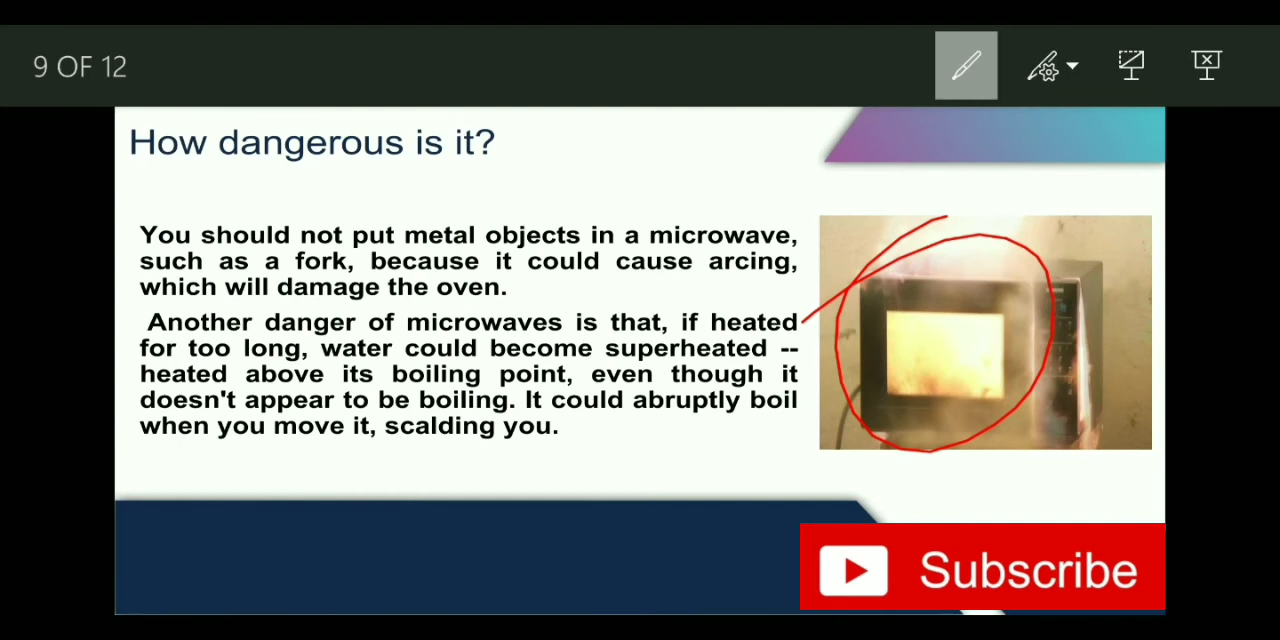 9 OF 12
How dangerous is it?
You should not put metal objects in a microwave,
such as a fork, because it could cause arcing,
which will damage the oven.
Another danger of microwaves is that, if heated
for too long, water could become superheated --
heated above its boiling point, even though it
doesn't appear to be boiling. It could abruptly boil
when you move it, scalding you.
Subscribe